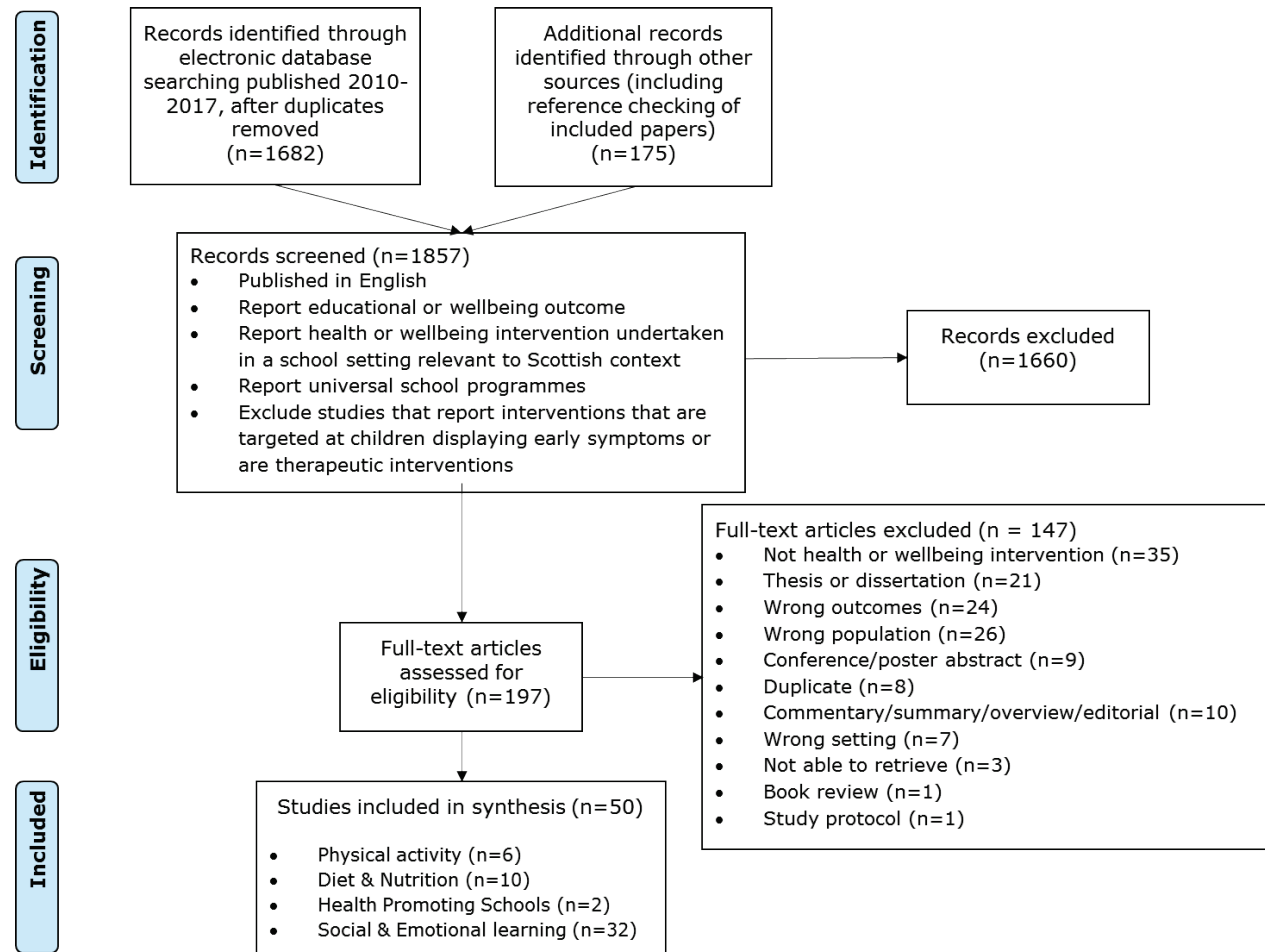 Identification
Records identified through
electronic database
searching published 2010-
2017, after duplicates
removed
(n=1682)
Additional records
identified through other
sources (including
reference checking of
included papers)
(n=175)
Screening
Records screened (n=1857)
• Published in English
• Report educational or wellbeing outcome
• Report health or wellbeing intervention undertaken
in a school setting relevant to Scottish context
• Report universal school programmes
• Exclude studies that report interventions that are
targeted at children displaying early symptoms or
are therapeutic interventions
Records excluded
(n=1660)
Eligibility
Full-text articles
assessed for
eligibility (n=197)
Full-text articles excluded (n = 147)
• Not health or wellbeing intervention (n=35)
• Thesis or dissertation (n=21)
• Wrong outcomes (n=24)
• Wrong population (n=26)
• Conference/poster abstract (n=9)
• Duplicate (n=8)
• Commentary/summary/overview/editorial (n=10)
• Wrong setting (n=7)
• Not able to retrieve (n=3)
• Book review (n=1)
• Study protocol (n=1)
Included
Studies included in synthesis (n=50)
• Physical activity (n=6)
• Diet & Nutrition (n=10)
• Health Promoting Schools (n=2)
• Social & Emotional learning (n=32)